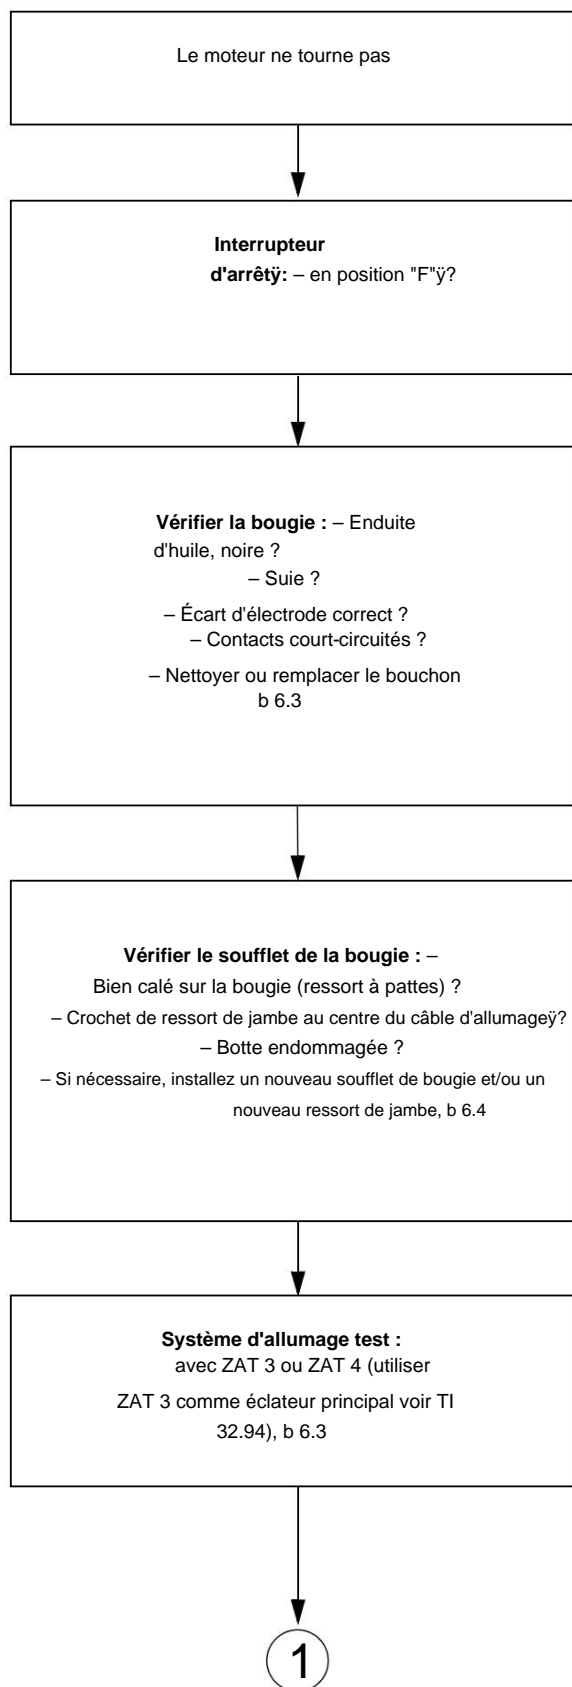 Le moteur ne tourne pas
Interrupteur
d'arrêtÿ: – en position "F"ÿ?
Vérifier la bougie : – Enduite
d'huile, noire ?
– Suie ?
– Écart d'électrode correct ?
– Contacts court-circuités ?
– Nettoyer ou remplacer le bouchon
b 6.3
Vérifier le soufflet de la bougie : –
Bien calé sur la bougie (ressort à pattes) ?
– Crochet de ressort de jambe au centre du câble d'allumageÿ?
– Botte endommagée ?
– Si nécessaire, installez un nouveau soufflet de bougie et/ou un
nouveau ressort de jambe, b 6.4
Système d'allumage test :
avec ZAT 3 ou ZAT 4 (utiliser
ZAT 3 comme éclateur principal voir TI
32.94), b 6.3
1